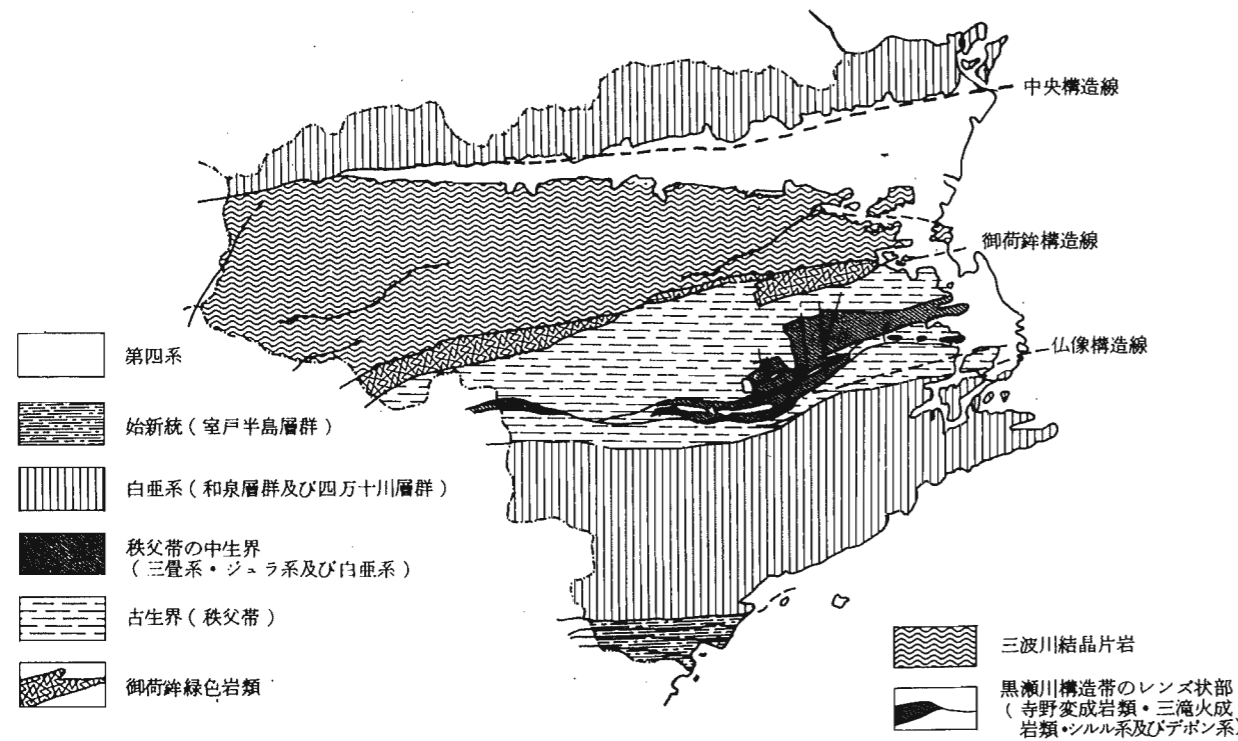 中央構造線
御荷鉾構造線
仏像構造線
第四系
始新統(室戸半島層群)
白亜系(和泉層群及び四万十川層群)
秩父帯の中生界
(三畳系・ジュラ系及び白亜系)
古生界(秩父帯)
御荷鉾緑色岩類
三波川結晶片岩
黒瀬川構造帯のレンズ状部
(寺野変成岩類・三滝火成
岩類・シルル系及びデボン系)